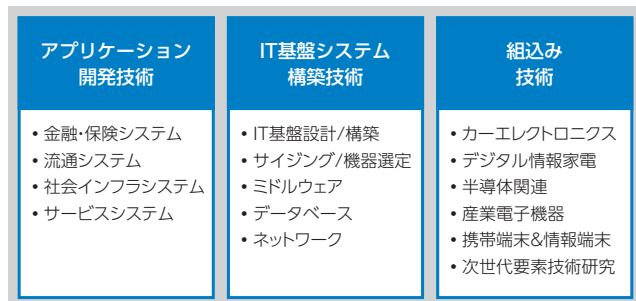 アプリケーション
開発技術
• 金融・保険システム
• 流通システム
• 社会インフラシステム
• サービスシステム
IT基盤システム
構築技術
• IT基盤設計/構築
• サイジング/機器選定
• ミドルウェア
• データベース
• ネットワーク
組込み
技術
• カーエレクトロニクス
• デジタル情報家電
• 半導体関連
• 産業電子機器
• 携帯端末&情報端末
• 次世代要素技術研究